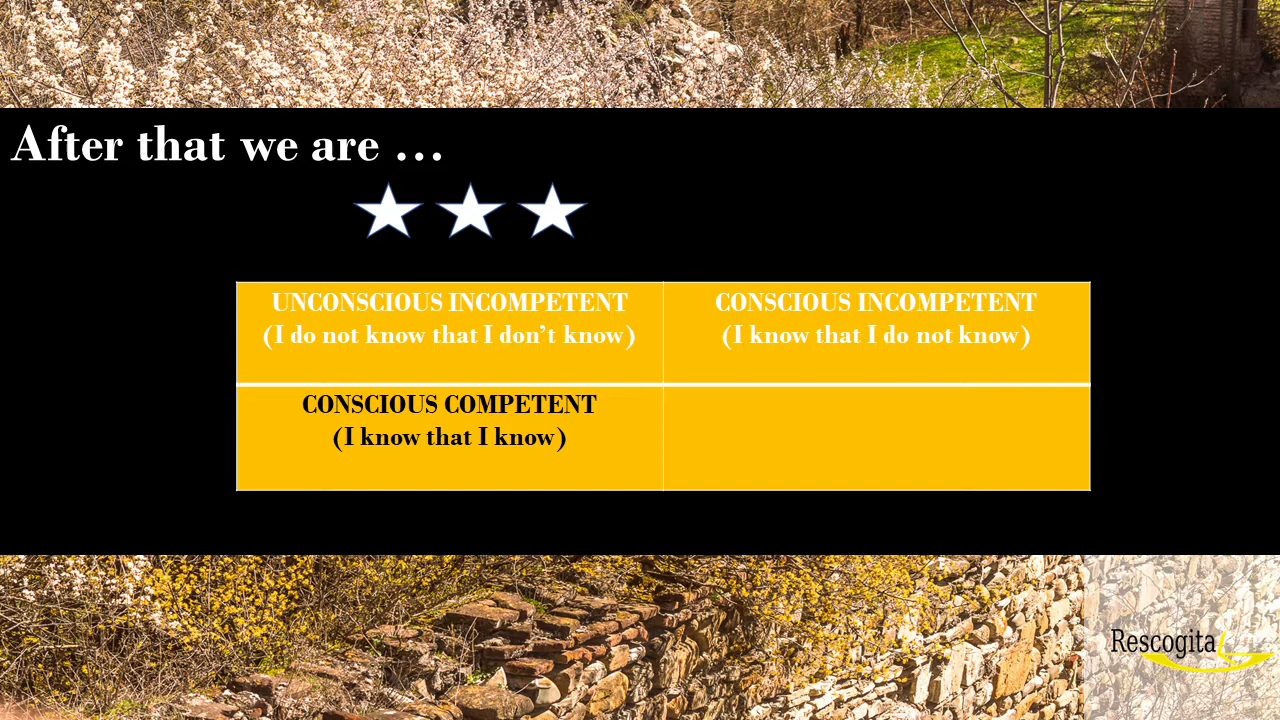 After that we are …
UNCONSCIOUS INCOMPETENT
(I do not know that I don’t know)
CONSCIOUS INCOMPETENT
(I know that I do not know)
CONSCIOUS COMPETENT
(I know that I know)
Rescogita